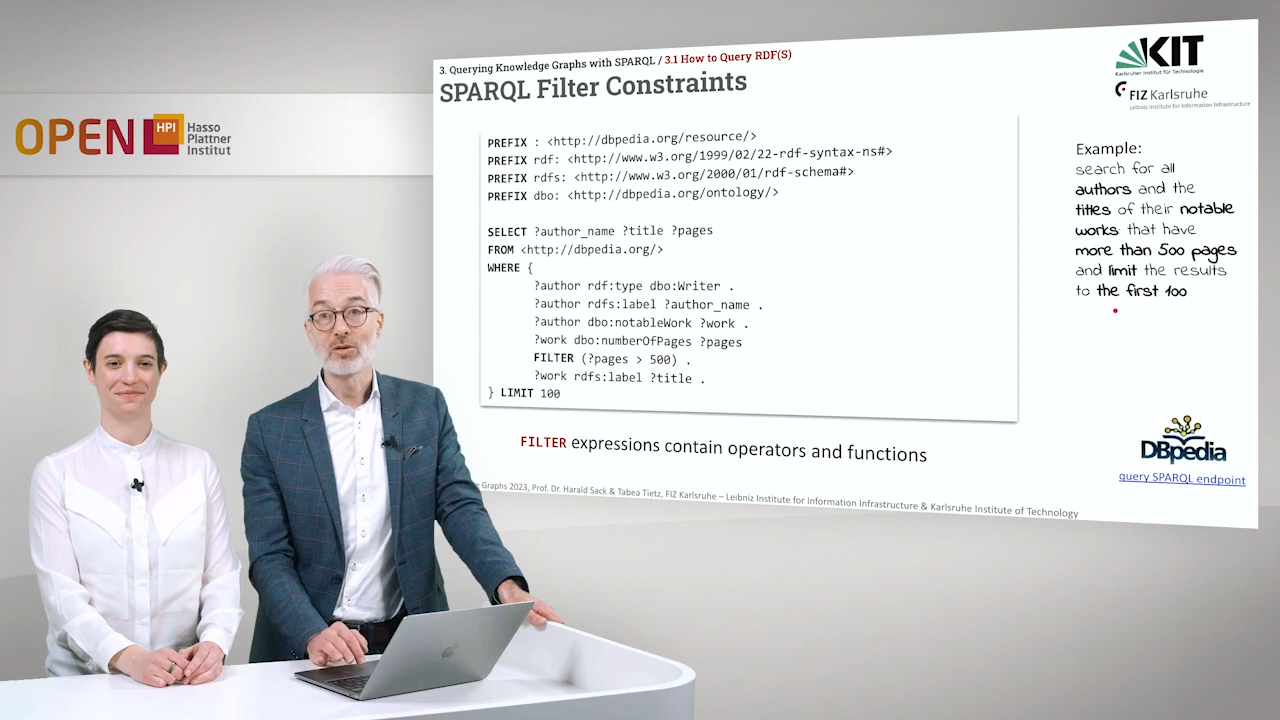 OPEN HPI Hasso
Plattner
Institut
3. Querying Knowledge Graphs with SPARQL / 3.1 How to Query RDF(S)
SPARQL Filter Constraints
KIT
Karlsruher Institut für Technologie
FIZ Karlsruhe
Leibniz Institute for Information Infrastructure
PREFIX : <http://dbpedia.org/resource/>
PREFIX rdf: <http://www.w3.org/1999/02/22-rdf-syntax-ns#>
PREFIX rdfs: <http://www.w3.org/2000/01/rdf-schema#>
PREFIX dbo: <http://dbpedia.org/ontology/>
SELECT ?author_name ?title ?pages
FROM <http://dbpedia.org/>
WHERE {
?author rdf:type dbo:Writer .
?author rdfs:label ?author_name .
?author dbo:notableWork ?work .
?work dbo:numberOfPages ?pages
FILTER (?pages > 500) .
?work rdfs:label ?title .
} LIMIT 100
Example:
search for all
authors and the
titles of their notable
works that have
more than 500 pages
and limit the results
to the first 100
FILTER expressions contain operators and functions
DBpedia
query SPARQL endpoint
Graphs 2023, Prof. Dr. Harald Sack & Tabea Tietz, FIZ Karlsruhe – Leibniz Institute for Information Infrastructure & Karlsruhe Institute of Technology